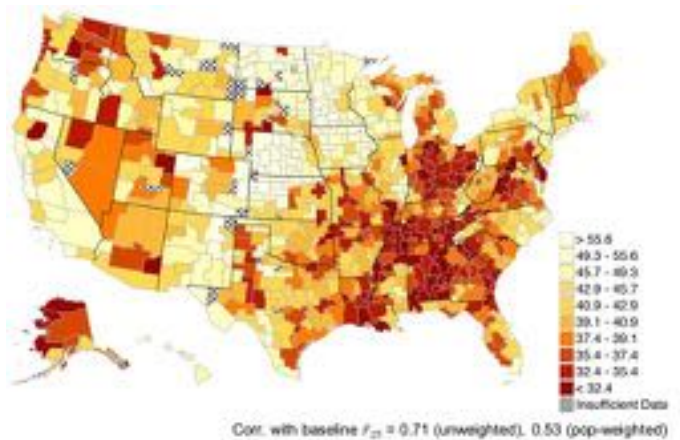 > 55.6
49.3 - 55.6
45.7 - 49.3
42.9 - 45.7
40.9 - 42.9
39.1 - 40.9
37.4 - 39.1
35.4 - 37.4
32.4 - 35.4
< 32.4
Insufficient Data
Corr. with baseline r̄₂₅ = 0.71 (unweighted), 0.53 (pop-weighted)